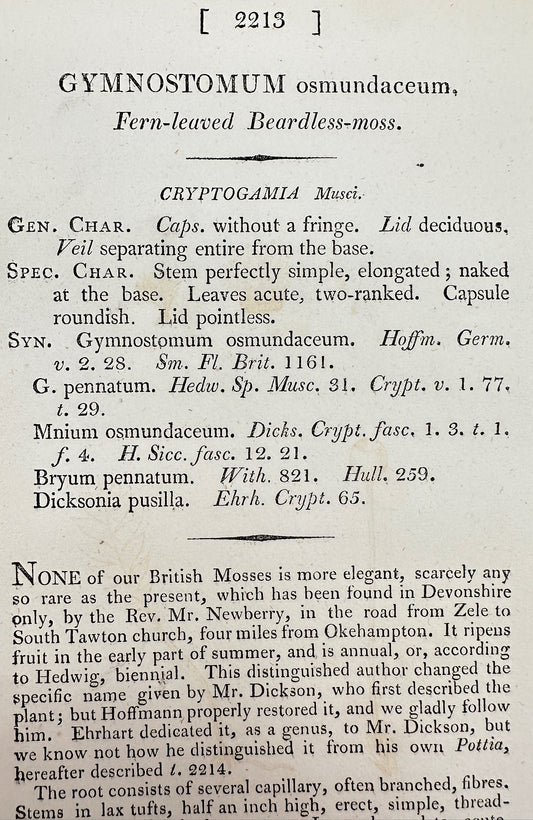 [ 2213 ]
GYMNOSTOMUM osmundaceum,
Fern-leaved Beardless-moss.
CRYPTOGAMIA Musci.
GEN. CHAR. Caps. without a fringe. Lid deciduous,
Veil separating entire from the base.
SPEC. CHAR. Stem perfectly simple, elongated; naked
at the base. Leaves acute, two-ranked. Capsule
roundish. Lid pointless.
SYN. Gymnostomum osmundaceum. Hoffm. Germ.
v. 2. 28. Sm. Fl. Brit. 1161.
G. pennatum. Hedw. Sp. Musc. 31. Crypt. v. 1. 77.
t. 29.
Mnium osmundaceum. Dicks. Crypt. fasc. 1. 3. t. 1.
f. 4. H. Sicc. fasc. 12. 21.
Bryum pennatum. With. 821. Hull. 259.
Dicksonia pusilla. Ehrh. Crypt. 65.
NONE of our British Mosses is more elegant, scarcely any
so rare as the present, which has been found in Devonshire
only, by the Rev. Mr. Newberry, in the road from Zele to
South Tawton church, four miles from Okehampton. It ripens
fruit in the early part of summer, and is annual, or, according
to Hedwig, biennial. This distinguished author changed the
specific name given by Mr. Dickson, who first described the
plant; but Hoffmann properly restored it, and we gladly follow
him. Ehrhart dedicated it, as a genus, to Mr. Dickson, but
we know not how he distinguished it from his own Pottia,
hereafter described t. 2214.
The root consists of several capillary, often branched, fibres.
Stems in lax tufts, half an inch high, erect, simple, thread-